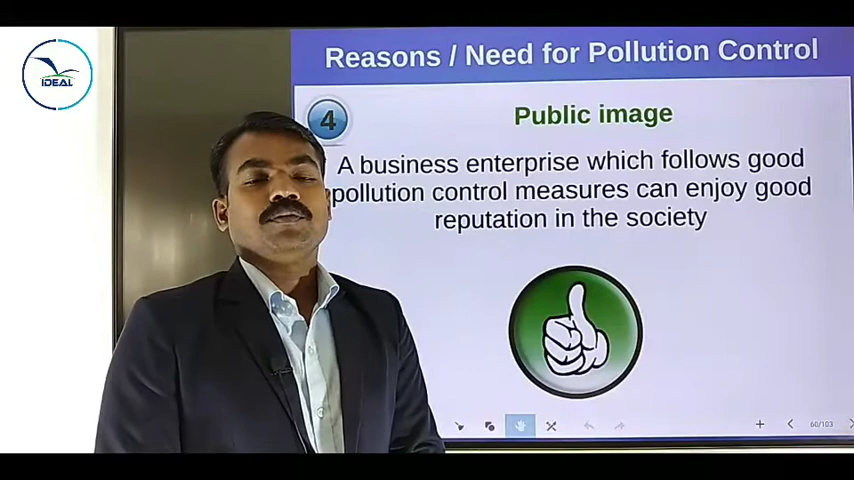 IDEAL
Reasons / Need for Pollution Control
4
Public image
A business enterprise which follows good
pollution control measures can enjoy good
reputation in the society
60/103